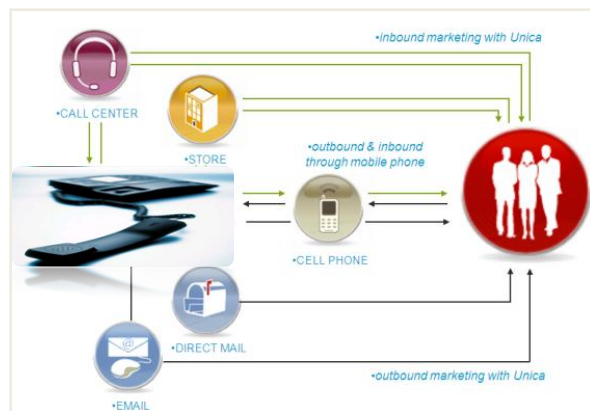 •inbound marketing with Unica
•CALL CENTER
•STORE
•outbound & inbound
through mobile phone
•CELL PHONE
@
•DIRECT MAIL
•outbound marketing with Unica
•EMAIL